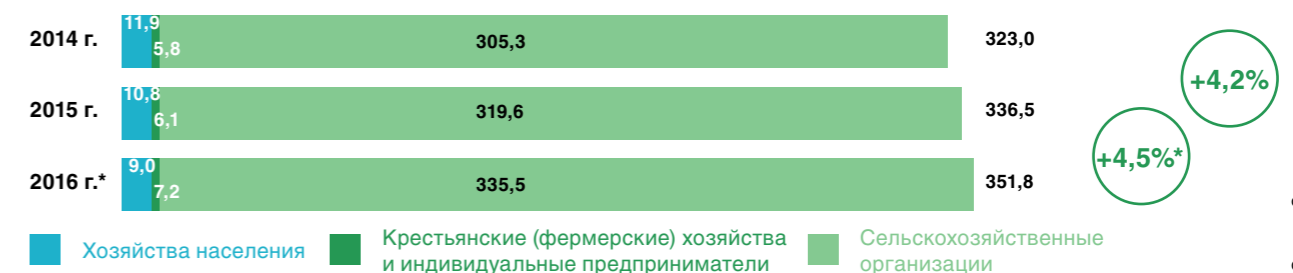 2014 г.
11,9
5,8
305,3
323,0
+4,2%
2015 г.
10,8
6,1
319,6
336,5
+4,5%*
2016 г.*
9,0
7,2
335,5
351,8
Хозяйства населения
Крестьянские (фермерские) хозяйства
и индивидуальные предприниматели
Сельскохозяйственные
организации